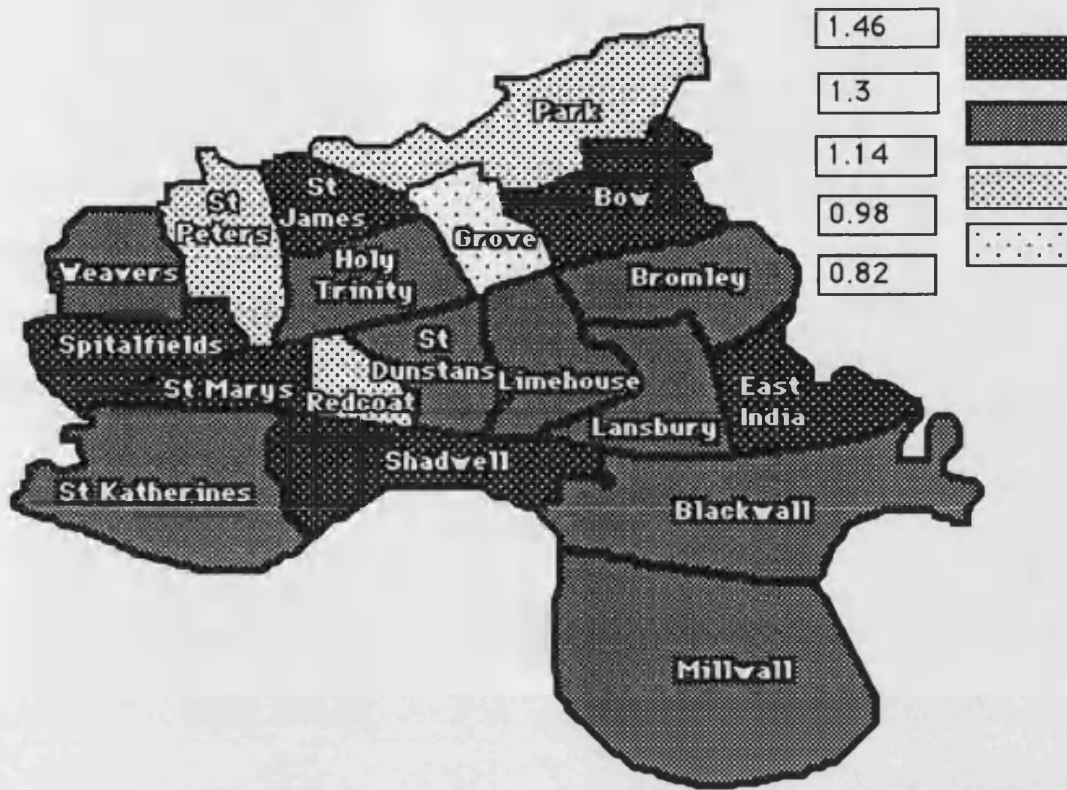 1.46
1.3
1.14
0.98
0.82
Park
St
James
St
Peters
Bow
Grove
Weavers
Holy
Trinity
Bromley
Spitalfields
St
Dunstans
St Marys
Redcoat
Limehouse
East
India
Lansbury
Shadwell
St Katherines
Blackwall
Millwall